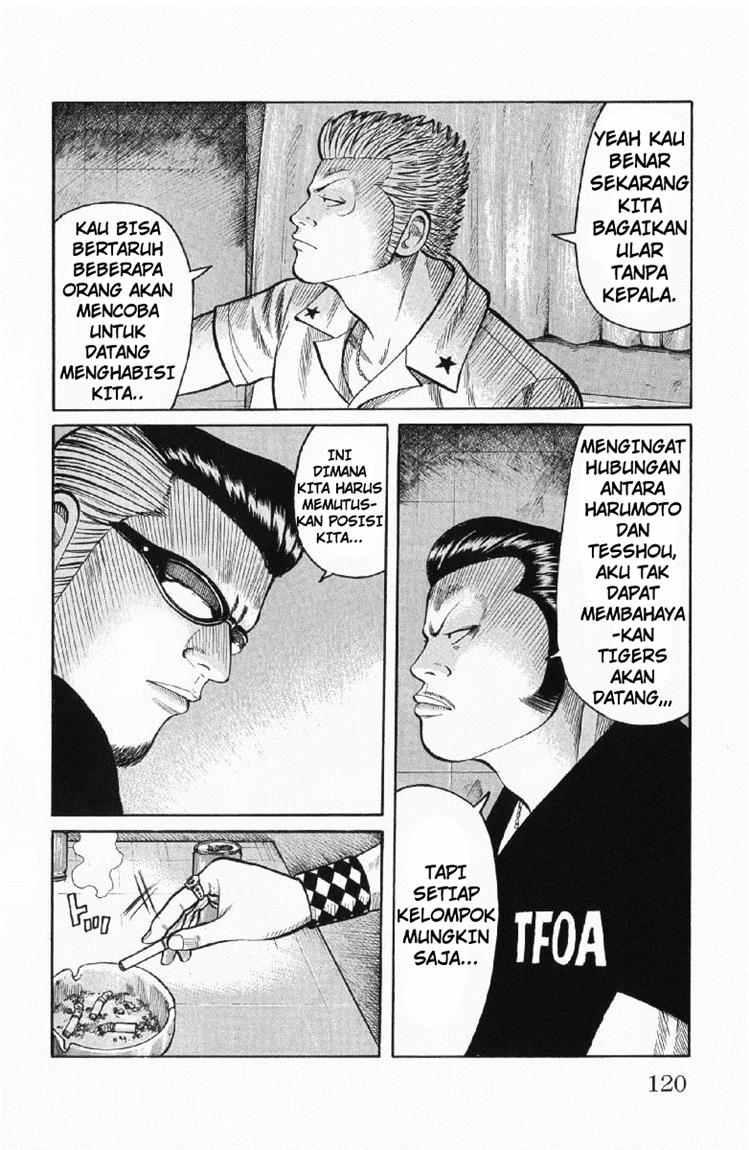 YEAH KAU
BENAR
SEKARANG
KITA
BAGAIKAN
ULAR
TANPA
KEPALA.
KAU BISA
BERTARUH
BEBERAPA
ORANG AKAN
MENCOBA
UNTUK
DATANG
MENGHABISI
KITA..
MENGINGAT
HUBUNGAN
ANTARA
HARUMOTO
DAN
TESSHOU,
AKU TAK
DAPAT
MEMBAHAYA
-KAN
TIGERS
AKAN
DATANG,,,
TAPI
SETIAP
KELOMPOK
MUNGKIN
SAJA...
TFOA
INI
DIMANA
KITA HARUS
MEMUTUS-
KAN POSISI
KITA...
120